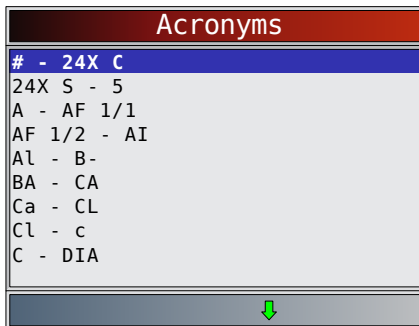 Acronyms
# - 24X C
24X S - 5
A - AF 1/1
AF 1/2 - AI
Al - B-
BA - CA
Ca - CL
Cl - c
C - DIA